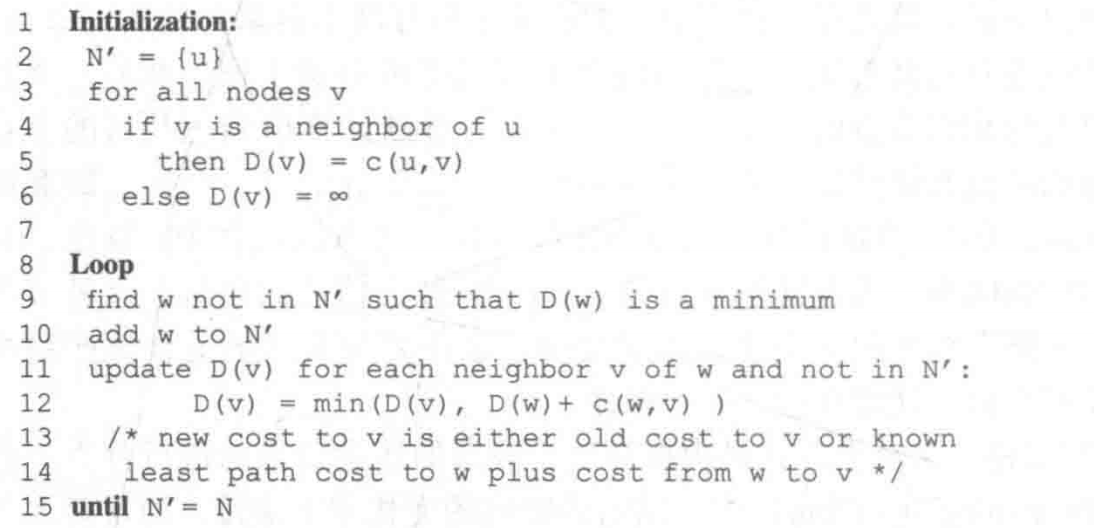 1 Initialization:
2 N′ = {u}
3 for all nodes v
4 if v is a neighbor of u
5 then D(v) = c(u,v)
6 else D(v) = ∞
7
8 Loop
9 find w not in N′ such that D(w) is a minimum
10 add w to N′
11 update D(v) for each neighbor v of w and not in N′:
12 D(v) = min(D(v), D(w)+ c(w,v) )
13 /* new cost to v is either old cost to v or known
14 least path cost to w plus cost from w to v */
15 until N′= N